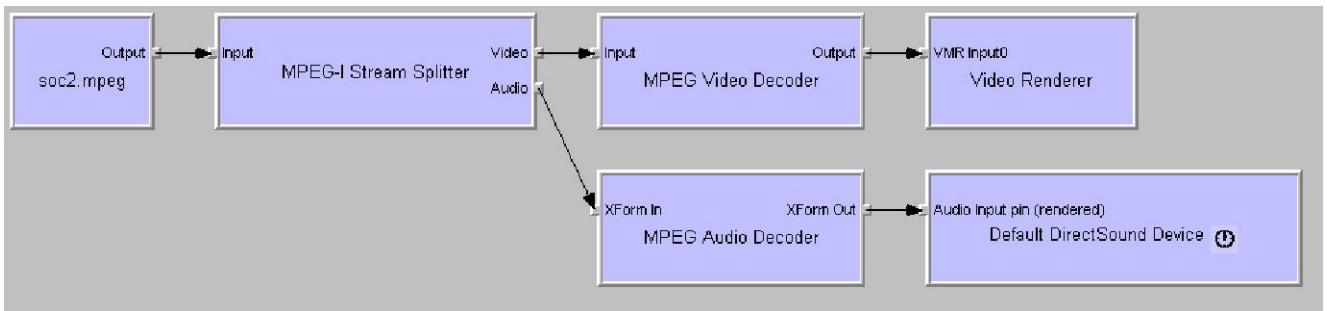 Output
soc2.mpeg
Input
MPEG-I Stream Splitter
Video
Audio
Input
Output
MPEG Video Decoder
VMR Input0
Video Renderer
XForm In
XForm Out
MPEG Audio Decoder
Audio Input pin (rendered)
Default DirectSound Device